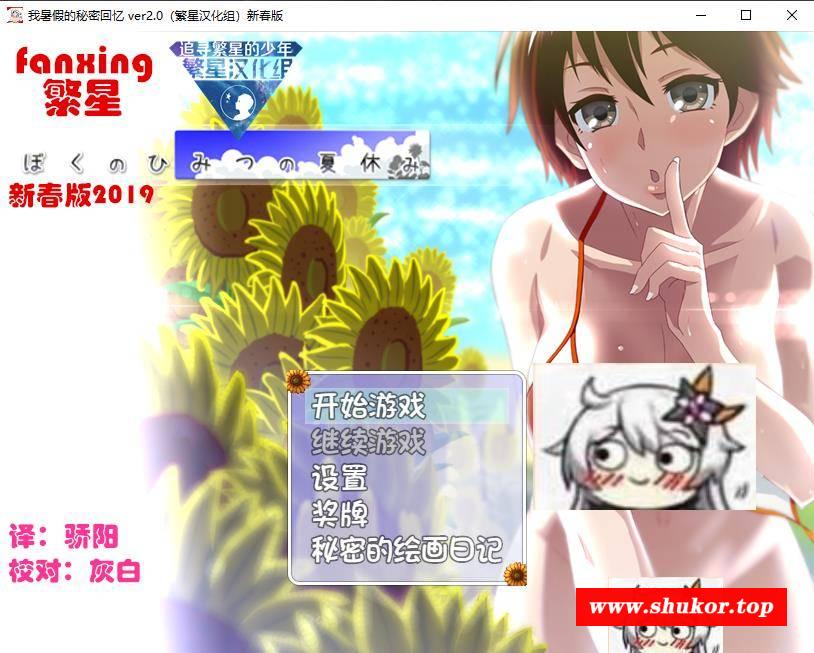 我暑假的秘密回忆 ver2.0（繁星汉化组）新春版
fanxing
繁星
追寻繁星的少年
繁星汉化组
ぼくのひみつの夏休み
新春版2019
开始游戏
继续游戏
设置
奖牌
秘密的绘画日记
译：骄阳
校对：灰白
www.shukor.top